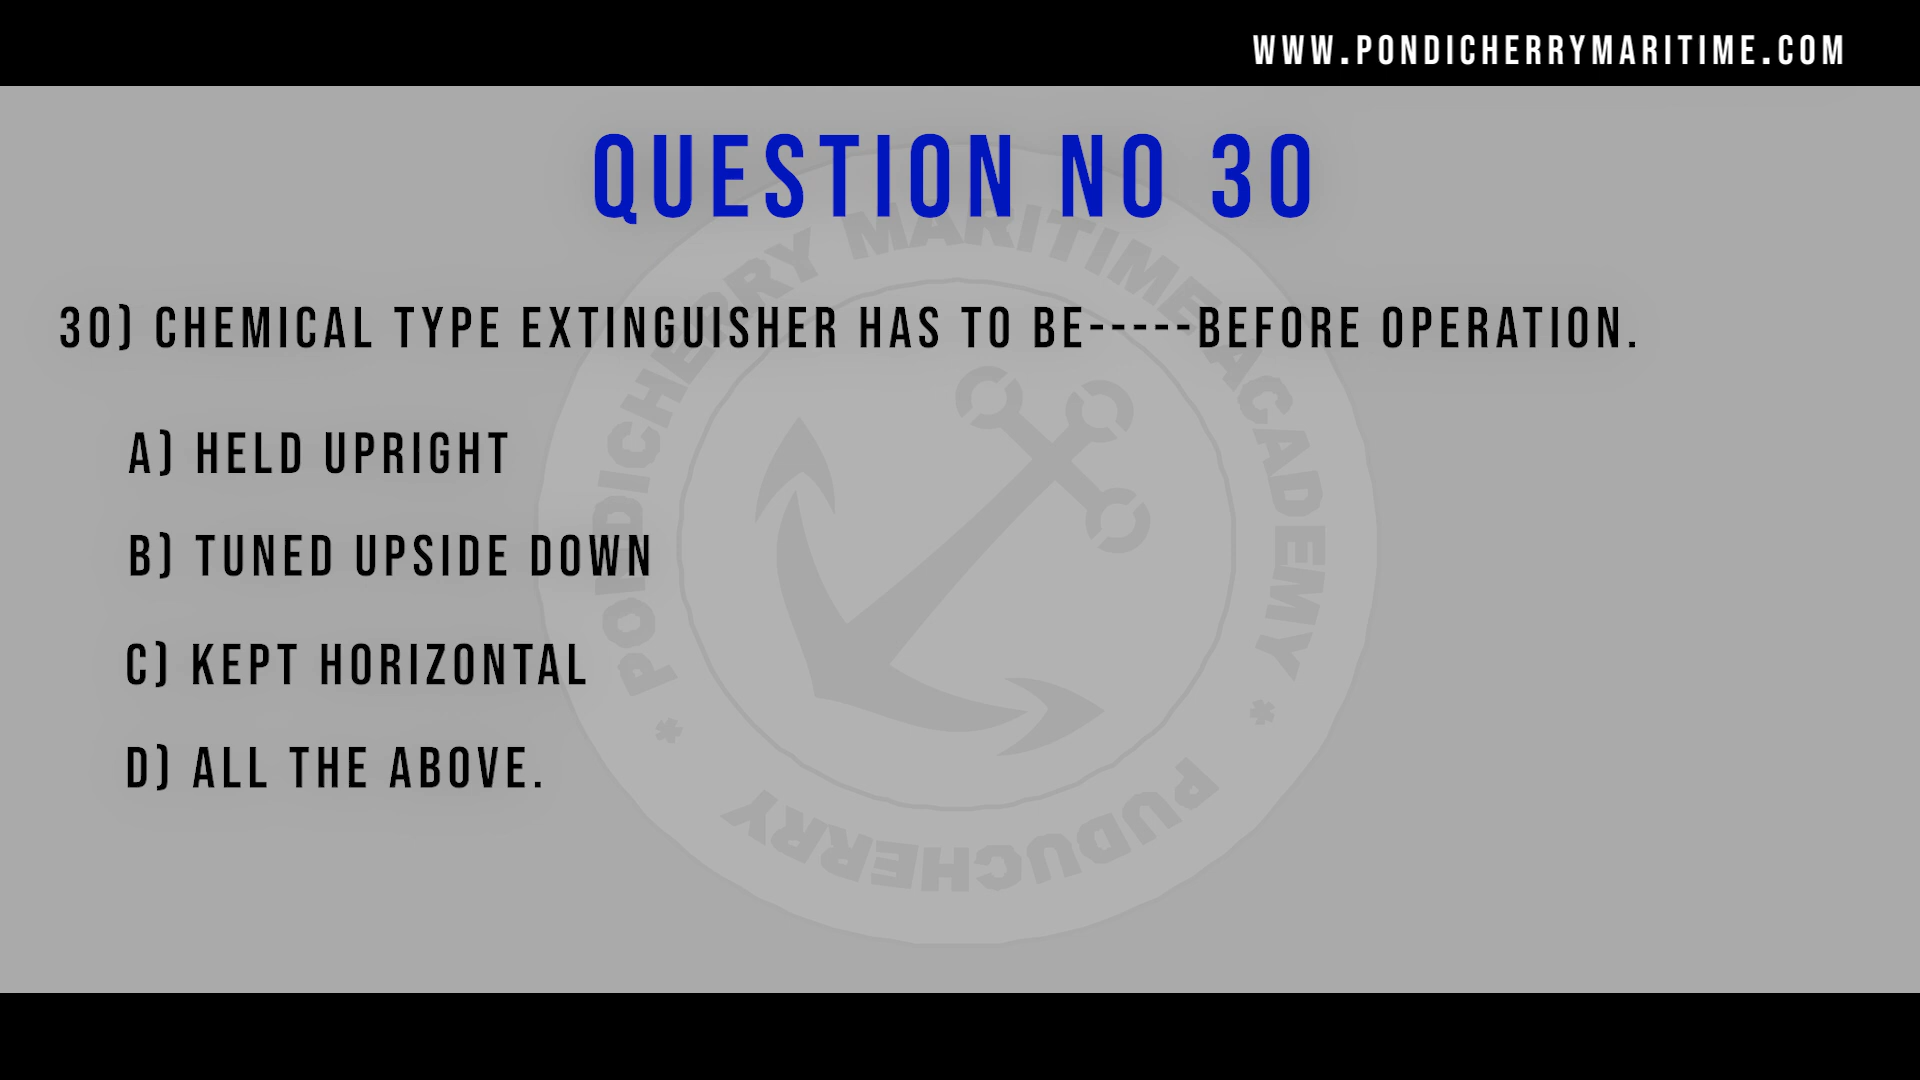 WWW.PONDICHERRYMARITIME.COM
QUESTION NO 30
30) CHEMICAL TYPE EXTINGUISHER HAS TO BE-----BEFORE OPERATION.
A) HELD UPRIGHT
B) TUNED UPSIDE DOWN
C) KEPT HORIZONTAL
D) ALL THE ABOVE.
PONDICHERRY MARITIME ACADEMY
* PUDUCHERRY *